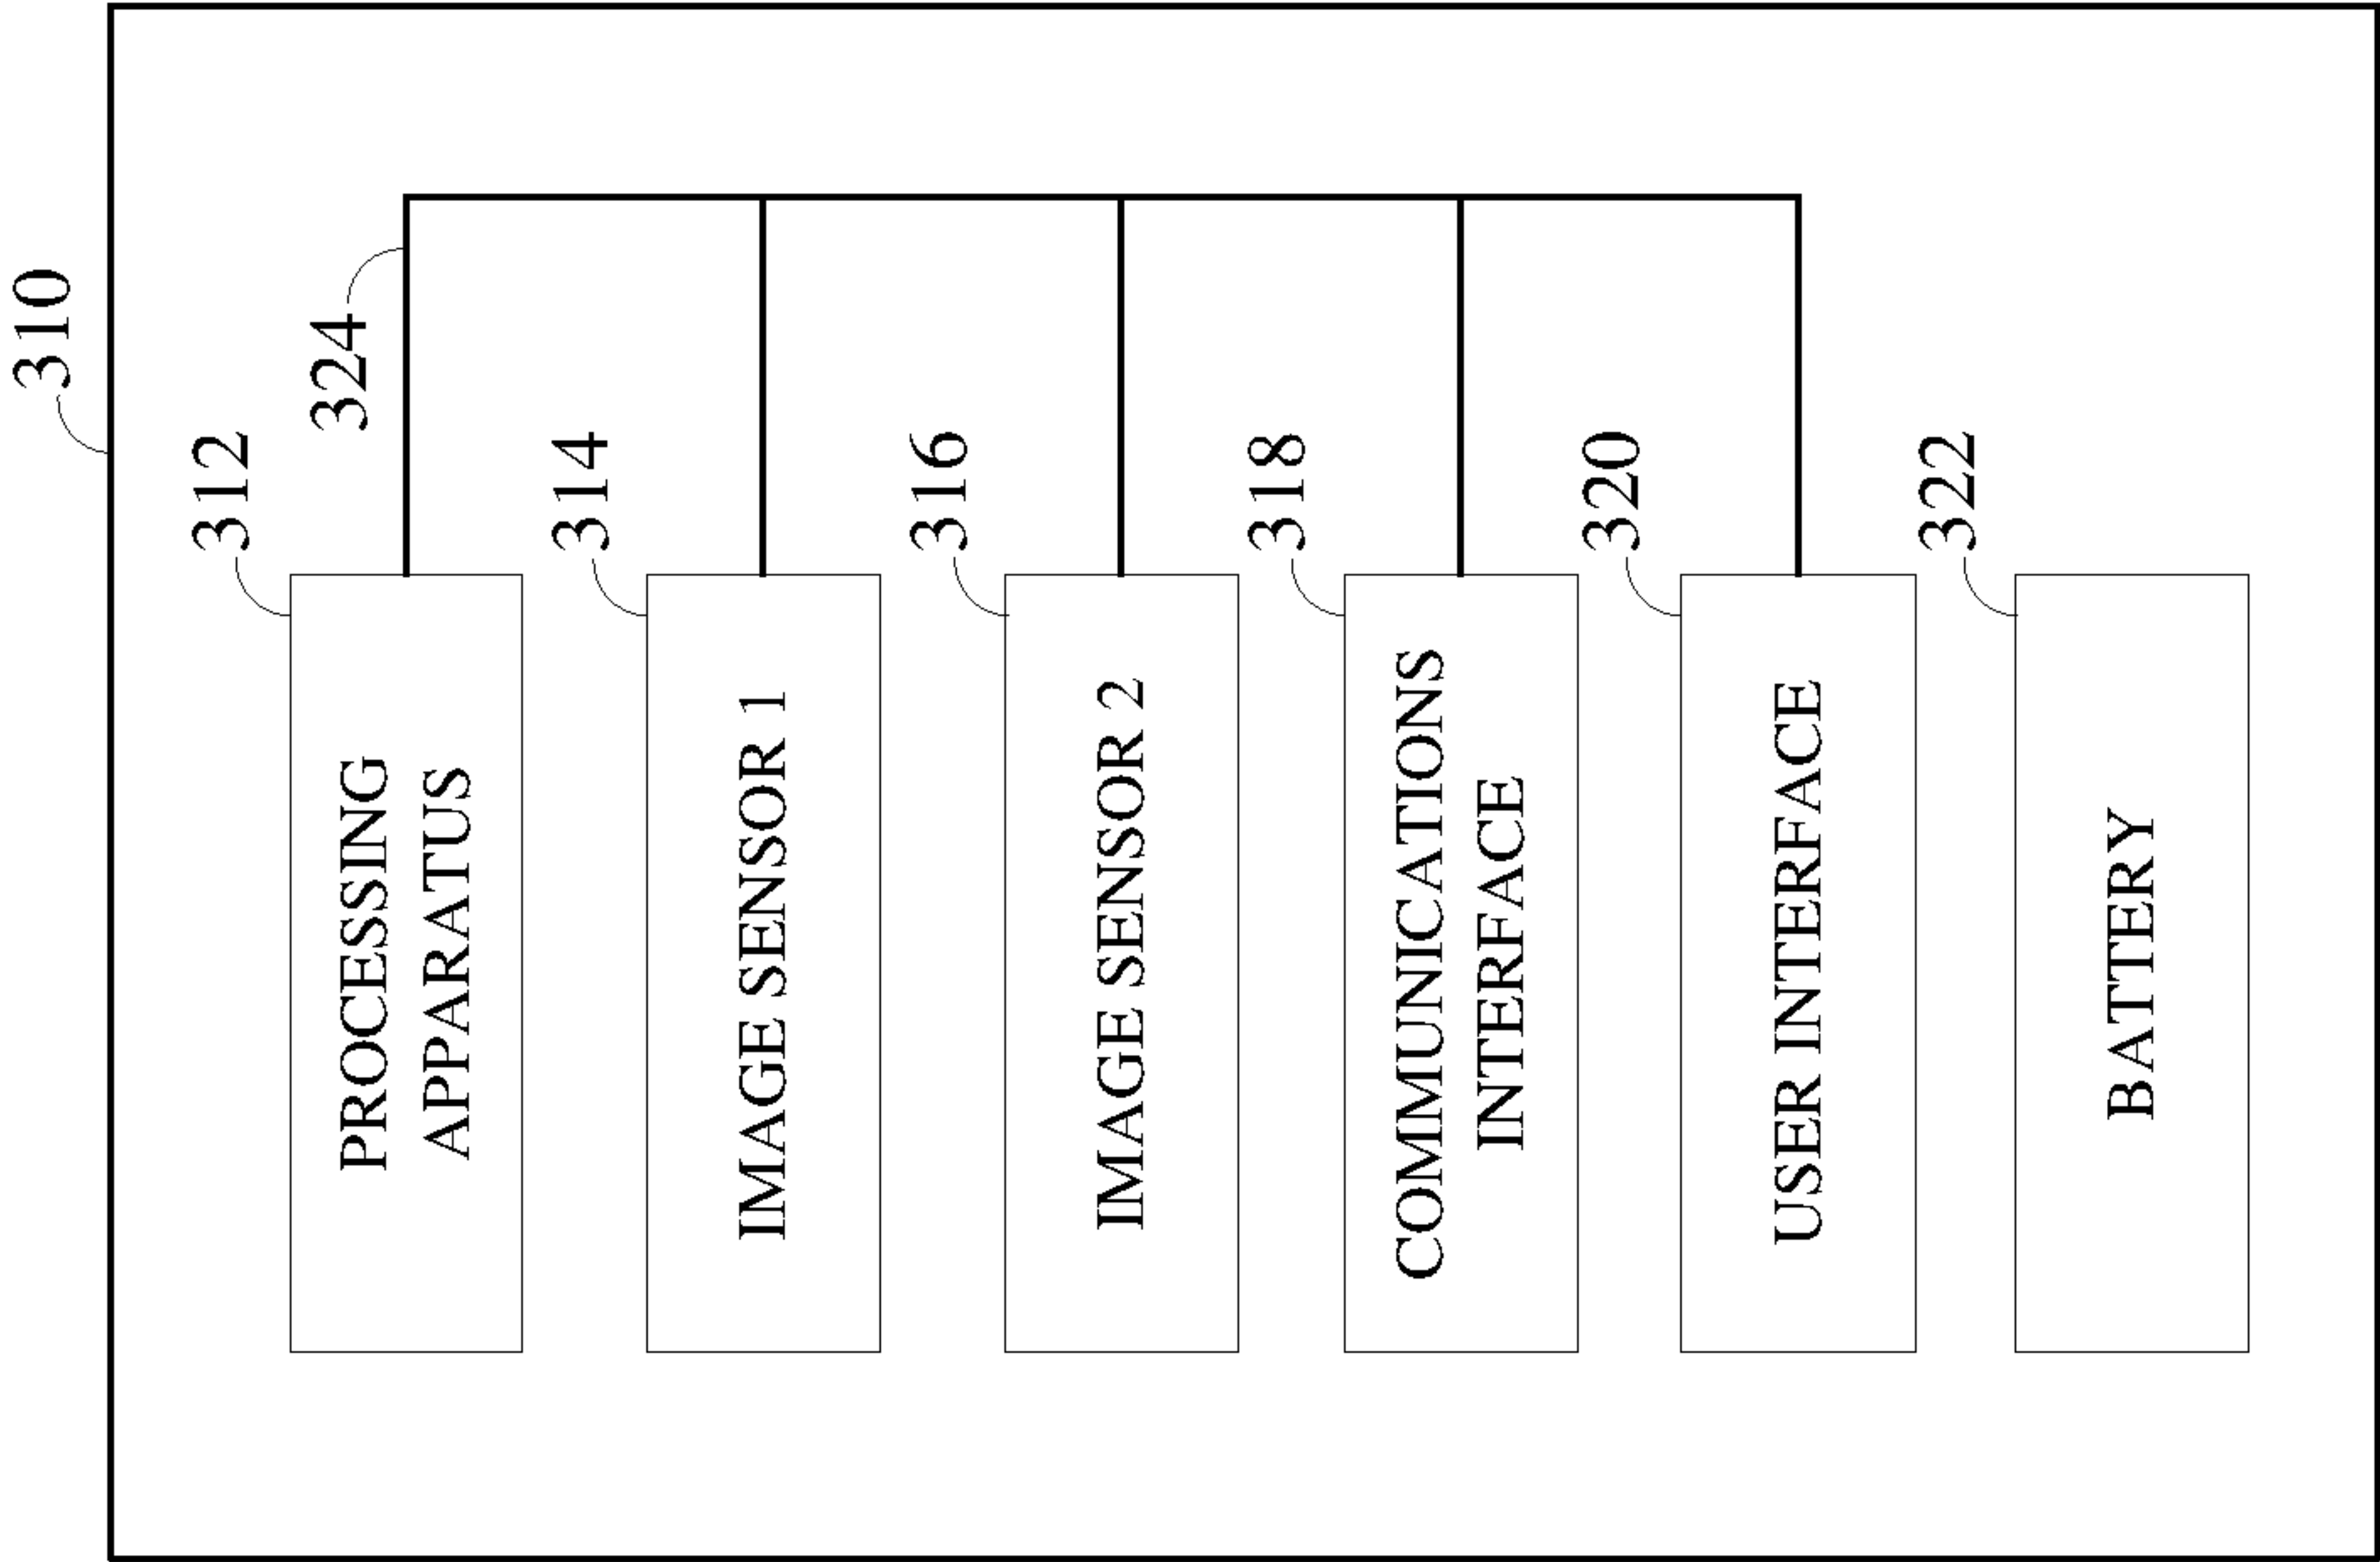 310
324
312
PROCESSING
APPARATUS
314
IMAGE SENSOR 1
316
IMAGE SENSOR 2
318
COMMUNICATIONS
INTERFACE
320
USER INTERFACE
322
BATTERY